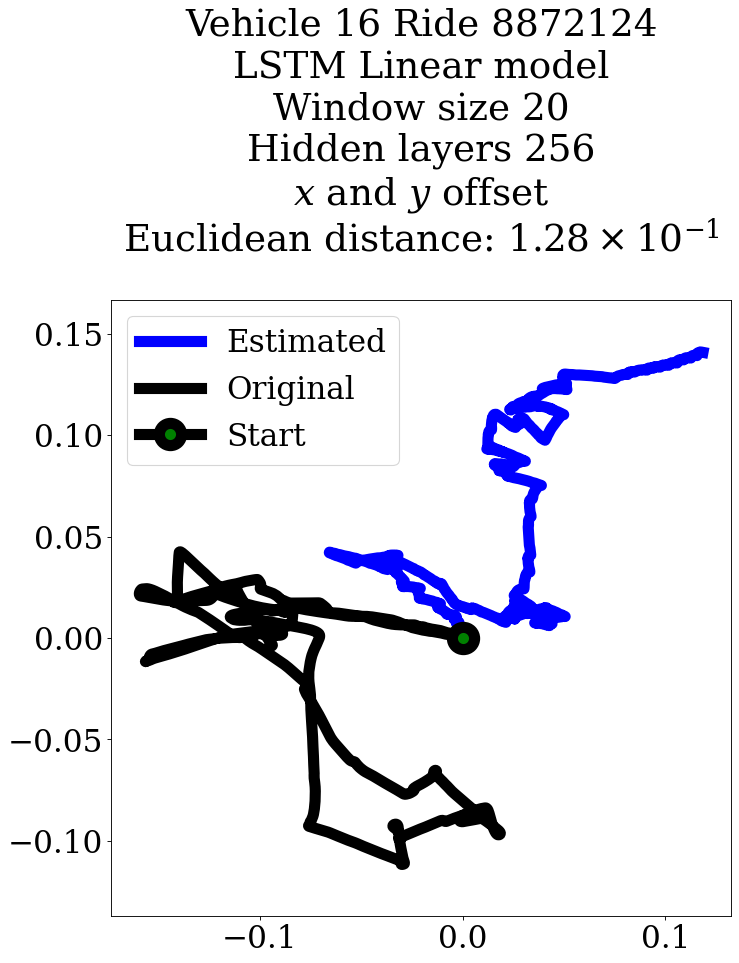 Vehicle 16 Ride 8872124
LSTM Linear model
Window size 20
Hidden layers 256
x and y offset
Euclidean distance: 1.28 × 10⁻¹
Estimated
Original
Start
0.15
0.10
0.05
0.00
−0.05
−0.10
−0.1
0.0
0.1